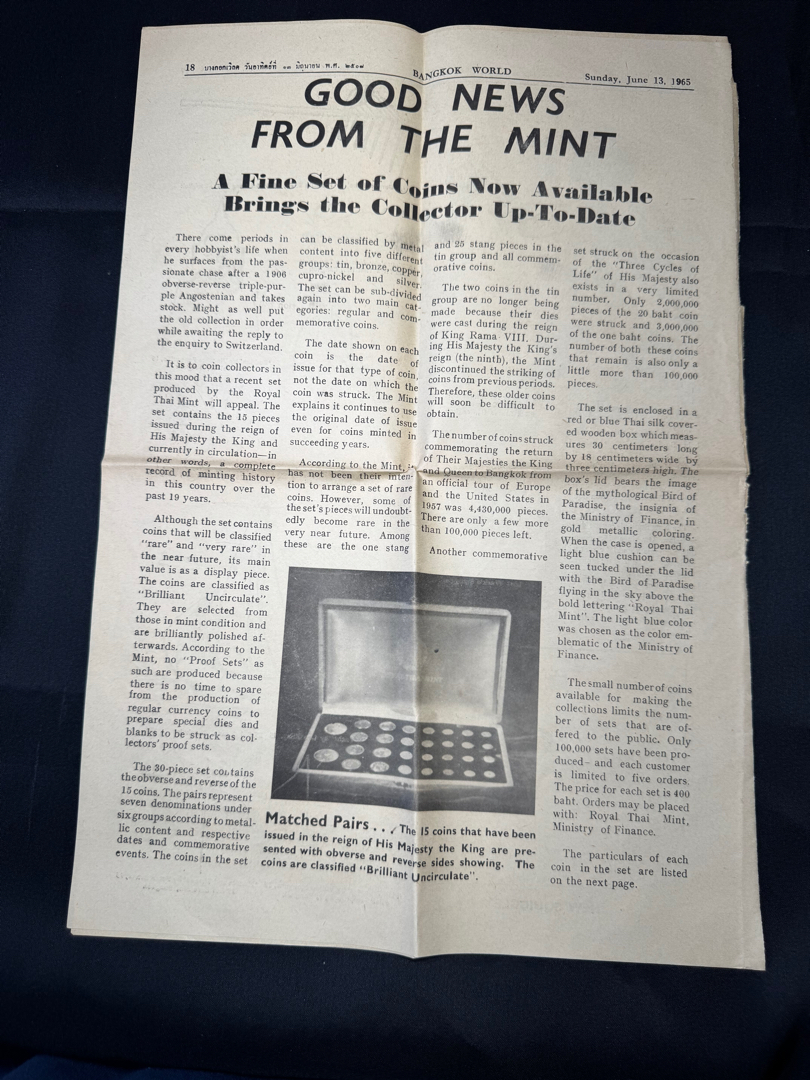 18 บางกอกเวิลด วันอาทิตย์ที่ ๑๓ มิถุนายน พ.ศ. ๒๕๐๘
BANGKOK WORLD
Sunday, June 13, 1965
GOOD NEWS
FROM THE MINT
A Fine Set of Coins Now Available
Brings the Collector Up-To-Date
There come periods in
every hobbyist's life when
he surfaces from the pas-
sionate chase after a 1906
obverse-reverse triple-pur-
ple Angostenian and takes
stock. Might as well put
the old collection in order
while awaiting the reply to
the enquiry to Switzerland.
It is to coin collectors in
this mood that a recent set
produced by the Royal
Thai Mint will appeal. The
set contains the 15 pieces
issued during the reign of
His Majesty the King and
currently in circulation—in
other words, a complete
record of minting history
in this country over the
past 19 years.
Although the set contains
coins that will be classified
"rare" and "very rare" in
the near future, its main
value is as a display piece.
The coins are classified as
"Brilliant Uncirculate".
They are selected from
those in mint condition and
are brilliantly polished af-
terwards. According to the
Mint, no "Proof Sets" as
such are produced because
there is no time to spare
from the production of
regular currency coins to
prepare special dies and
blanks to be struck as col-
lectors' proof sets.
The 30-piece set contains
the obverse and reverse of the
15 coins. The pairs represent
seven denominations under
six groups according to metal-
lic content and respective
dates and commemorative
events. The coins in the set
can be classified by metal
content into five different
groups: tin, bronze, copper,
cupro-nickel and silver.
The set can be sub-divided
again into two main cat-
egories: regular and com-
memorative coins.
The date shown on each
coin is the date of
issue for that type of coin,
not the date on which the
coin was struck. The Mint
explains it continues to use
the original date of issue
even for coins minted in
succeeding years.
According to the Mint, it
has not been their inten-
tion to arrange a set of rare
coins. However, some of
the set's pieces will undoubt-
edly become rare in the
very near future. Among
these are the one stang
and 25 stang pieces in the
tin group and all commem-
orative coins.
The two coins in the tin
group are no longer being
made because their dies
were cast during the reign
of King Rama VIII. Dur-
ing His Majesty the King's
reign (the ninth), the Mint
discontinued the striking of
coins from previous periods.
Therefore, these older coins
will soon be difficult to
obtain.
The number of coins struck
commemorating the return
of Their Majesties the King
and Queen to Bangkok from
an official tour of Europe
and the United States in
1957 was 4,430,000 pieces.
There are only a few more
than 100,000 pieces left.
Another commemorative
set struck on the occasion
of the "Three Cycles of
Life" of His Majesty also
exists in a very limited
number. Only 2,000,000
pieces of the 20 baht coin
were struck and 3,000,000
of the one baht coins. The
number of both these coins
that remain is also only a
little more than 100,000
pieces.
The set is enclosed in a
red or blue Thai silk cover-
ed wooden box which meas-
ures 30 centimeters long
by 18 centimeters wide by
three centimeters high. The
box's lid bears the image
of the mythological Bird of
Paradise, the insignia of
the Ministry of Finance, in
gold metallic coloring.
When the case is opened, a
light blue cushion can be
seen tucked under the lid
with the Bird of Paradise
flying in the sky above the
bold lettering "Royal Thai
Mint". The light blue color
was chosen as the color em-
blematic of the Ministry of
Finance.
The small number of coins
available for making the
collections limits the num-
ber of sets that are of-
fered to the public. Only
100,000 sets have been pro-
duced—and each customer
is limited to five orders.
The price for each set is 400
baht. Orders may be placed
with: Royal Thai Mint,
Ministry of Finance.
The particulars of each
coin in the set are listed
on the next page.
Matched Pairs . . . The 15 coins that have been
issued in the reign of His Majesty the King are pre-
sented with obverse and reverse sides showing. The
coins are classified "Brilliant Uncirculate".